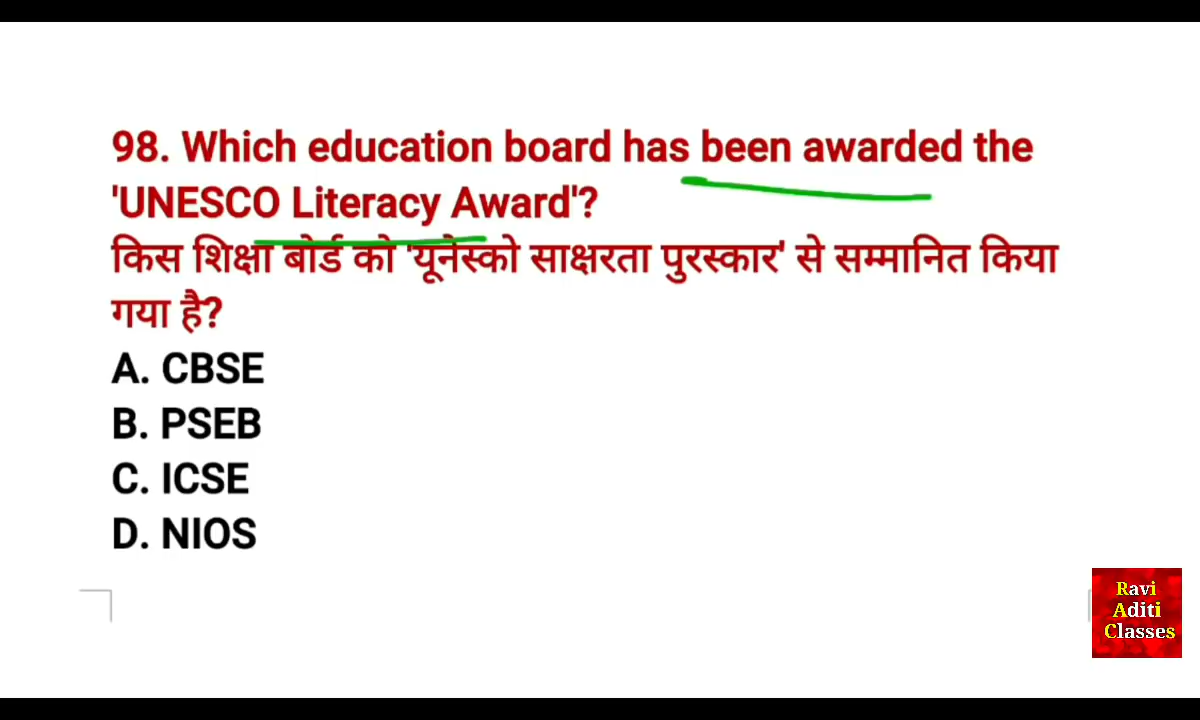 98. Which education board has been awarded the
'UNESCO Literacy Award'?
किस शिक्षा बोर्ड को 'यूनेस्को साक्षरता पुरस्कार' से सम्मानित किया
गया है?
A. CBSE
B. PSEB
C. ICSE
D. NIOS
Ravi
Aditi
Classes